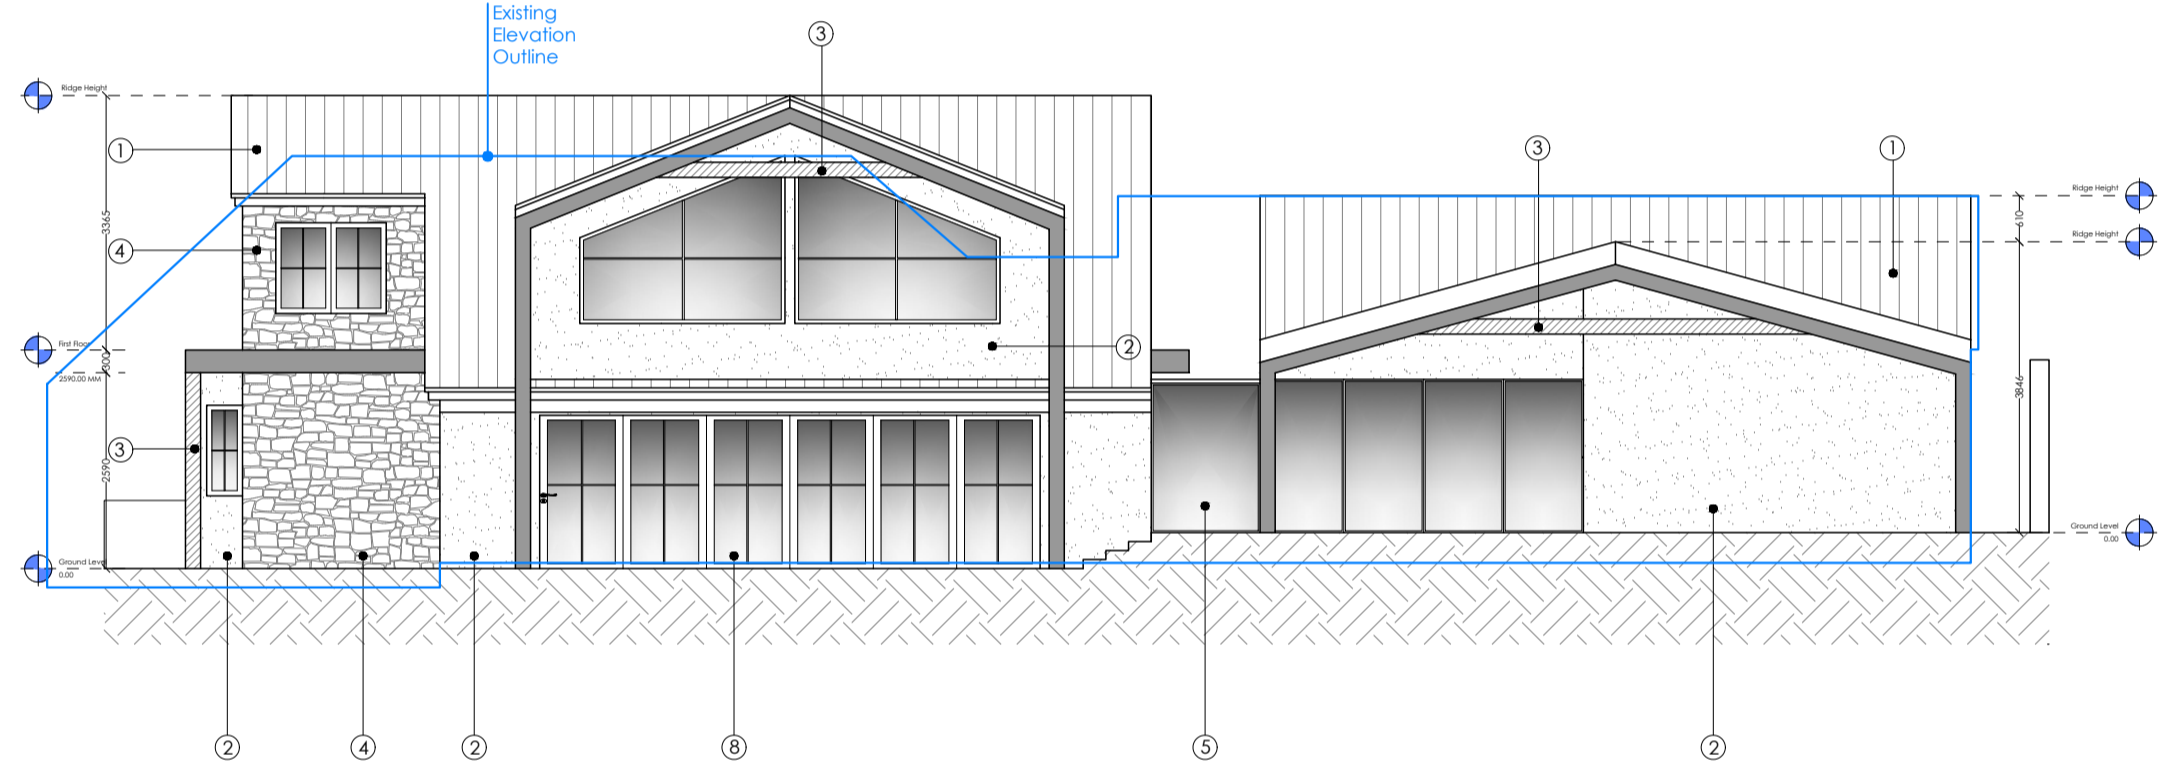 Existing
Elevation
Outline
3
Ridge Height
1
3
1
Ridge Height
610
Ridge Height
3365
4
2
3
First Floor
300
2590.00 MM
3846
3
2590
Ground Level
0.00
Ground Level
0.00
2
4
2
8
5
2